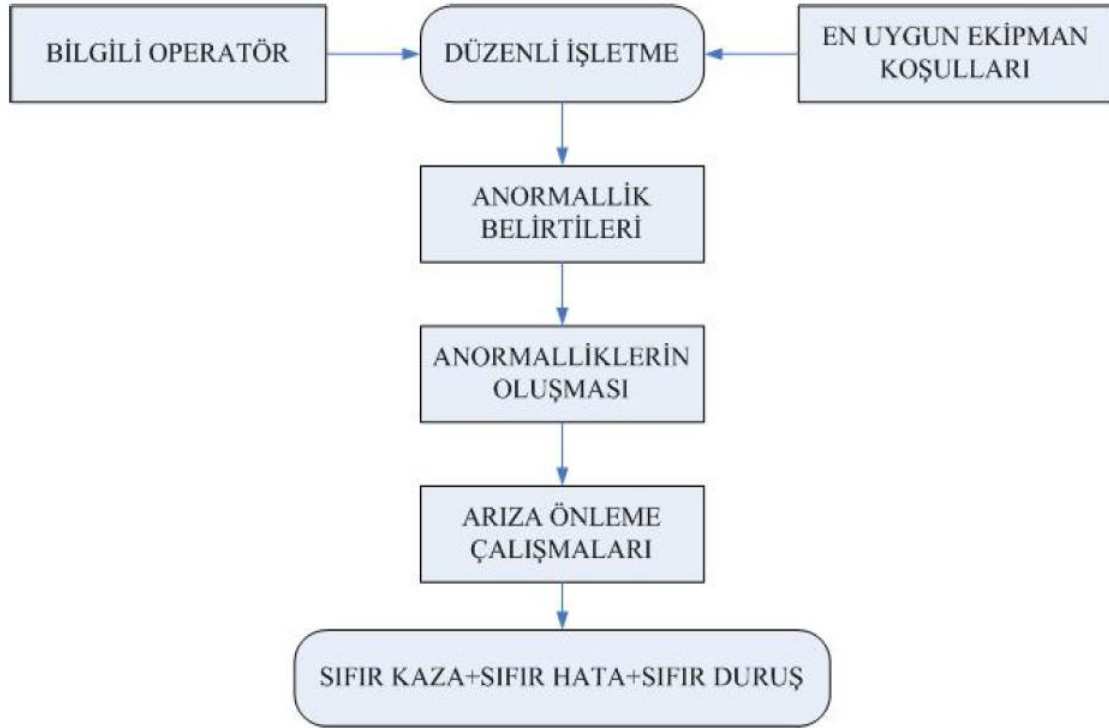 BİLGİLİ OPERATÖR
DÜZENLİ İŞLETME
EN UYGUN EKİPMAN
KOŞULLARI
ANORMALLİK
BELİRTİLERİ
ANORMALLİKLERİN
OLUŞMASI
ARIZA ÖNLEME
ÇALIŞMALARI
SIFIR KAZA+SIFIR HATA+SIFIR DURUŞ